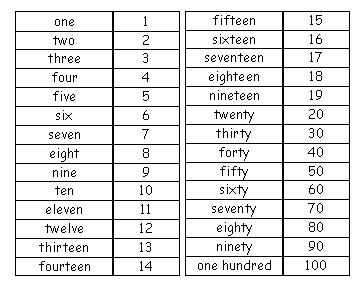 one 1
two 2
three 3
four 4
five 5
six 6
seven 7
eight 8
nine 9
ten 10
eleven 11
twelve 12
thirteen 13
fourteen 14
fifteen 15
sixteen 16
seventeen 17
eighteen 18
nineteen 19
twenty 20
thirty 30
forty 40
fifty 50
sixty 60
seventy 70
eighty 80
ninety 90
one hundred 100